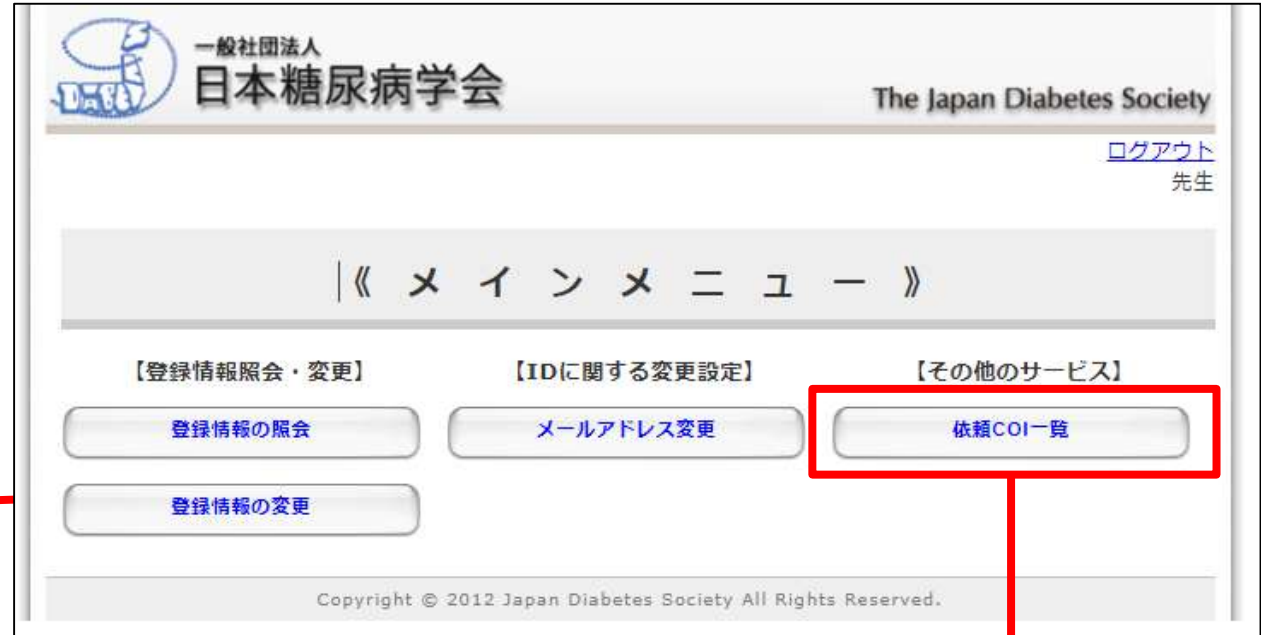 一般社団法人
日本糖尿病学会
The Japan Diabetes Society
ログアウト
先生
《 メ イ ン メ ニ ュ ー 》
【登録情報照会・変更】 【IDに関する変更設定】 【その他のサービス】
登録情報の照会 メールアドレス変更 依頼COI一覧
登録情報の変更
Copyright © 2012 Japan Diabetes Society All Rights Reserved.